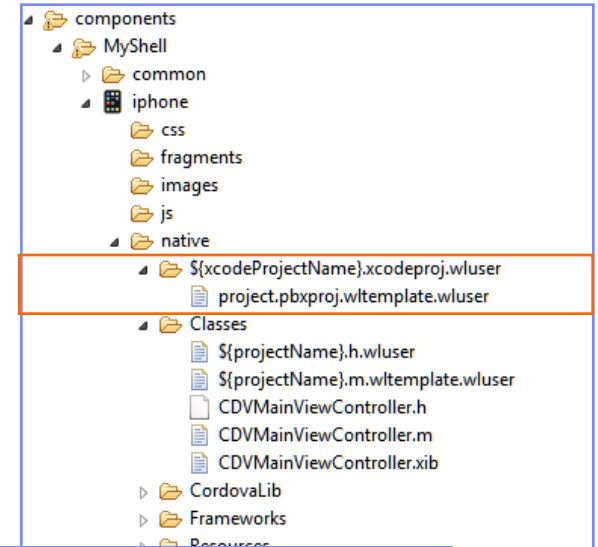 components
MyShell
common
iphone
css
fragments
images
js
native
${xcodeProjectName}.xcodeproj.wluser
project.pbxproj.wltemplate.wluser
Classes
${projectName}.h.wluser
${projectName}.m.wltemplate.wluser
CDVMainViewController.h
CDVMainViewController.m
CDVMainViewController.xib
CordovaLib
Frameworks
Resources